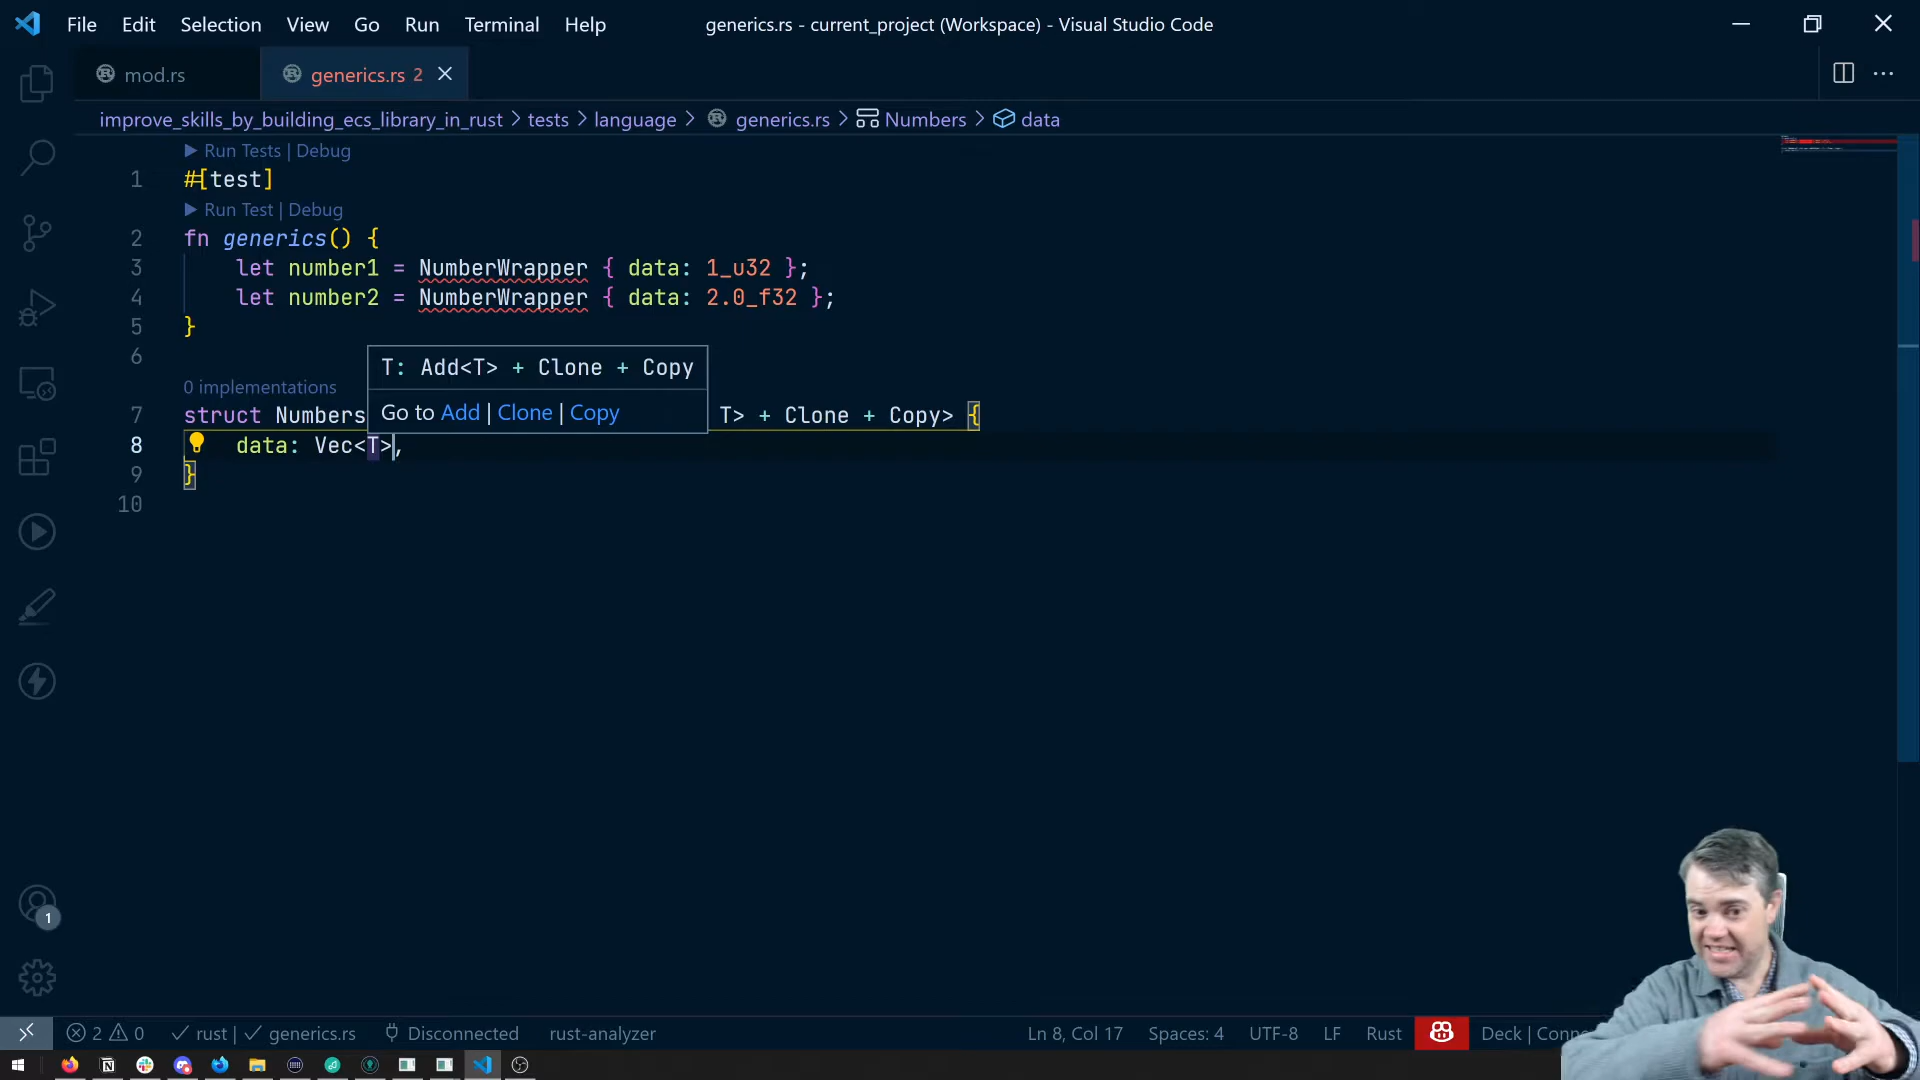 File Edit Selection View Go Run Terminal Help generics.rs - current_project (Workspace) - Visual Studio Code
mod.rs generics.rs 2
improve_skills_by_building_ecs_library_in_rust > tests > language > generics.rs > Numbers > data
Run Tests | Debug
1 #[test]
Run Test | Debug
2 fn generics() {
3 let number1 = NumberWrapper { data: 1_u32 };
4 let number2 = NumberWrapper { data: 2.0_f32 };
5 }
6
T: Add<T> + Clone + Copy
0 implementations
Go to Add | Clone | Copy
7 struct Numbers T> + Clone + Copy> {
8 data: Vec<T>,
9 }
10
1
2 0 rust | generics.rs Disconnected rust-analyzer Ln 8, Col 17 Spaces: 4 UTF-8 LF Rust Deck | Conn